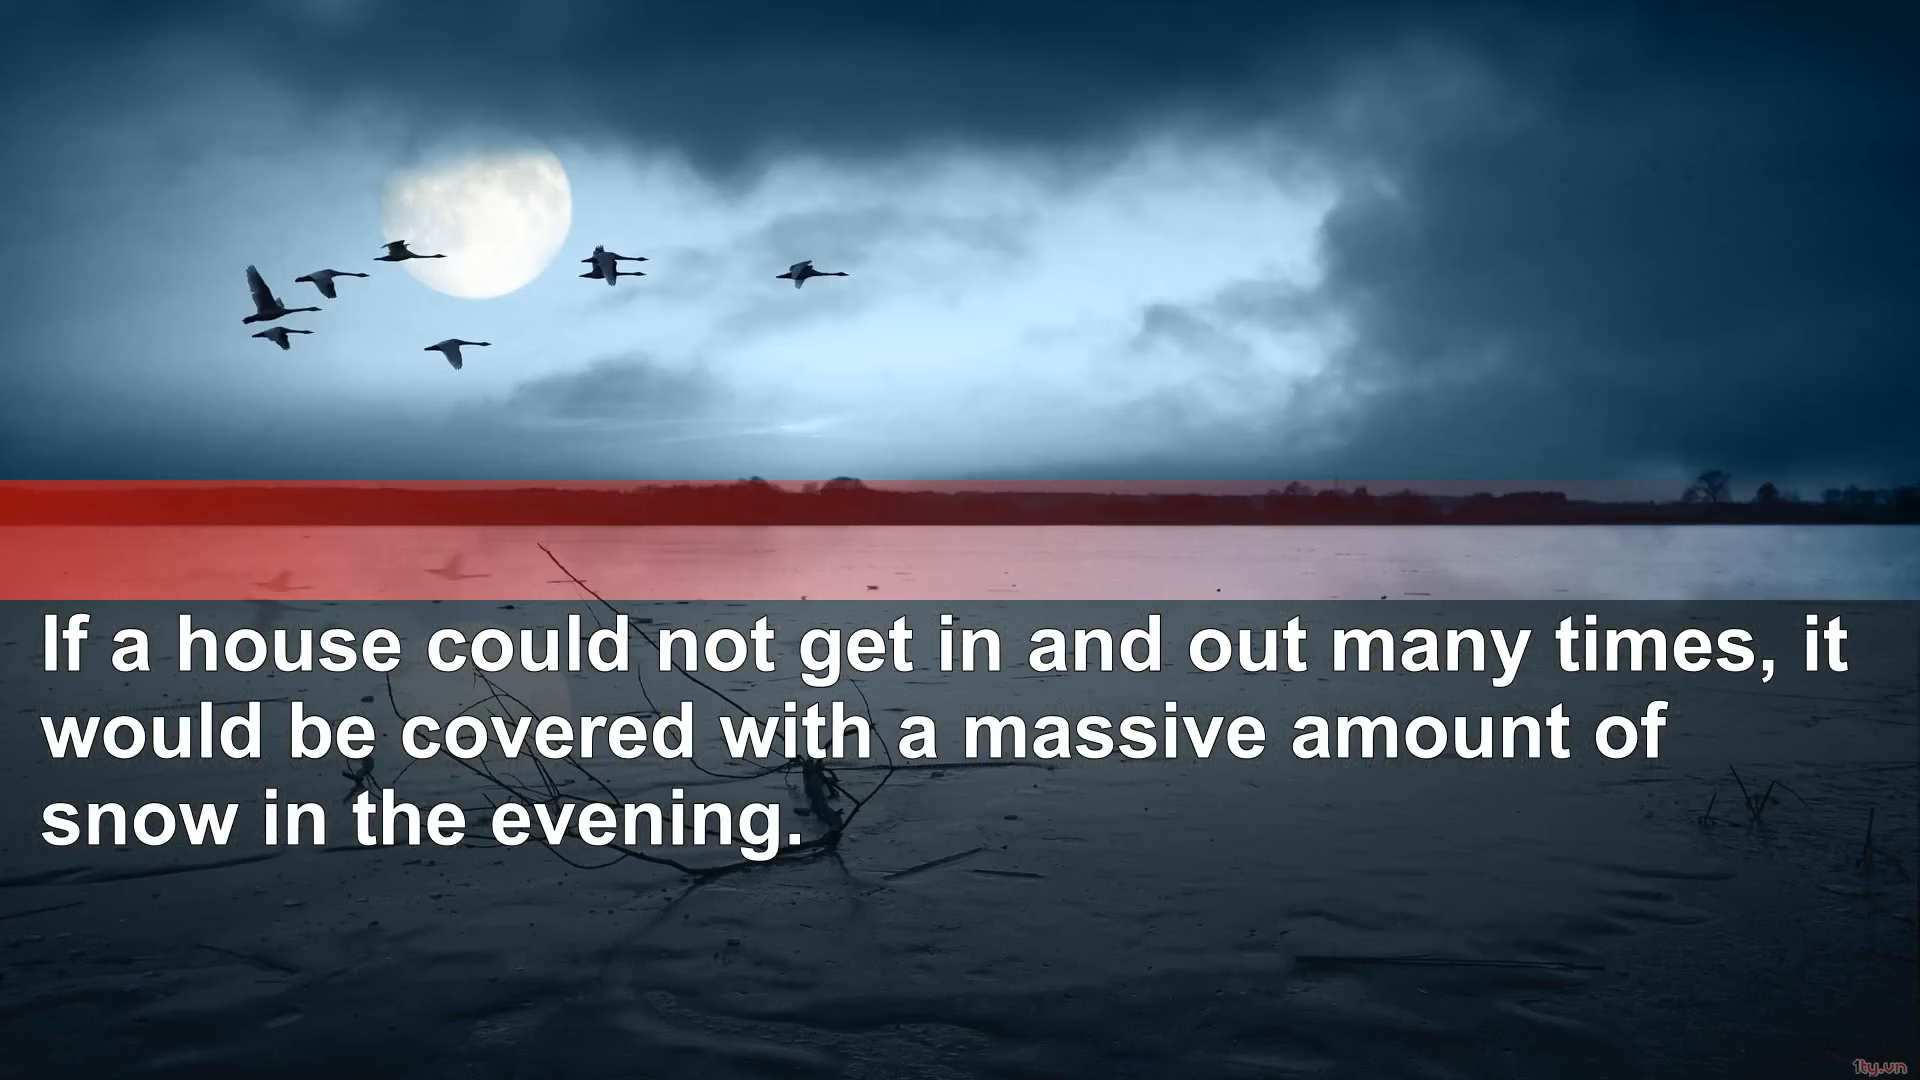 If a house could not get in and out many times, it
would be covered with a massive amount of
snow in the evening.
1ty.vn